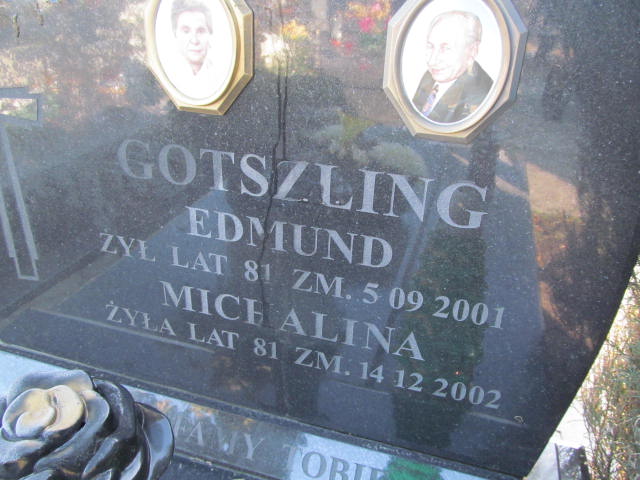 GOTSZLING
EDMUND
ŻYŁ LAT 81 ZM. 5 09 2001
MICHALINA
ŻYŁA LAT 81 ZM. 14 12 2002